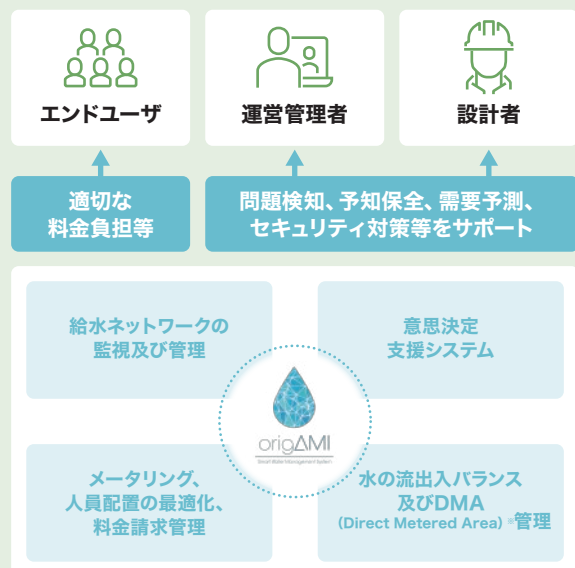 エンドユーザ
運営管理者
設計者
適切な
料金負担等
問題検知、予知保全、需要予測、
セキュリティ対策等をサポート
給水ネットワークの
監視及び管理
意思決定
支援システム
origAMI
Smart Water Management System
メータリング、
人員配置の最適化、
料金請求管理
水の流出入バランス
及びDMA
(Direct Metered Area)※管理